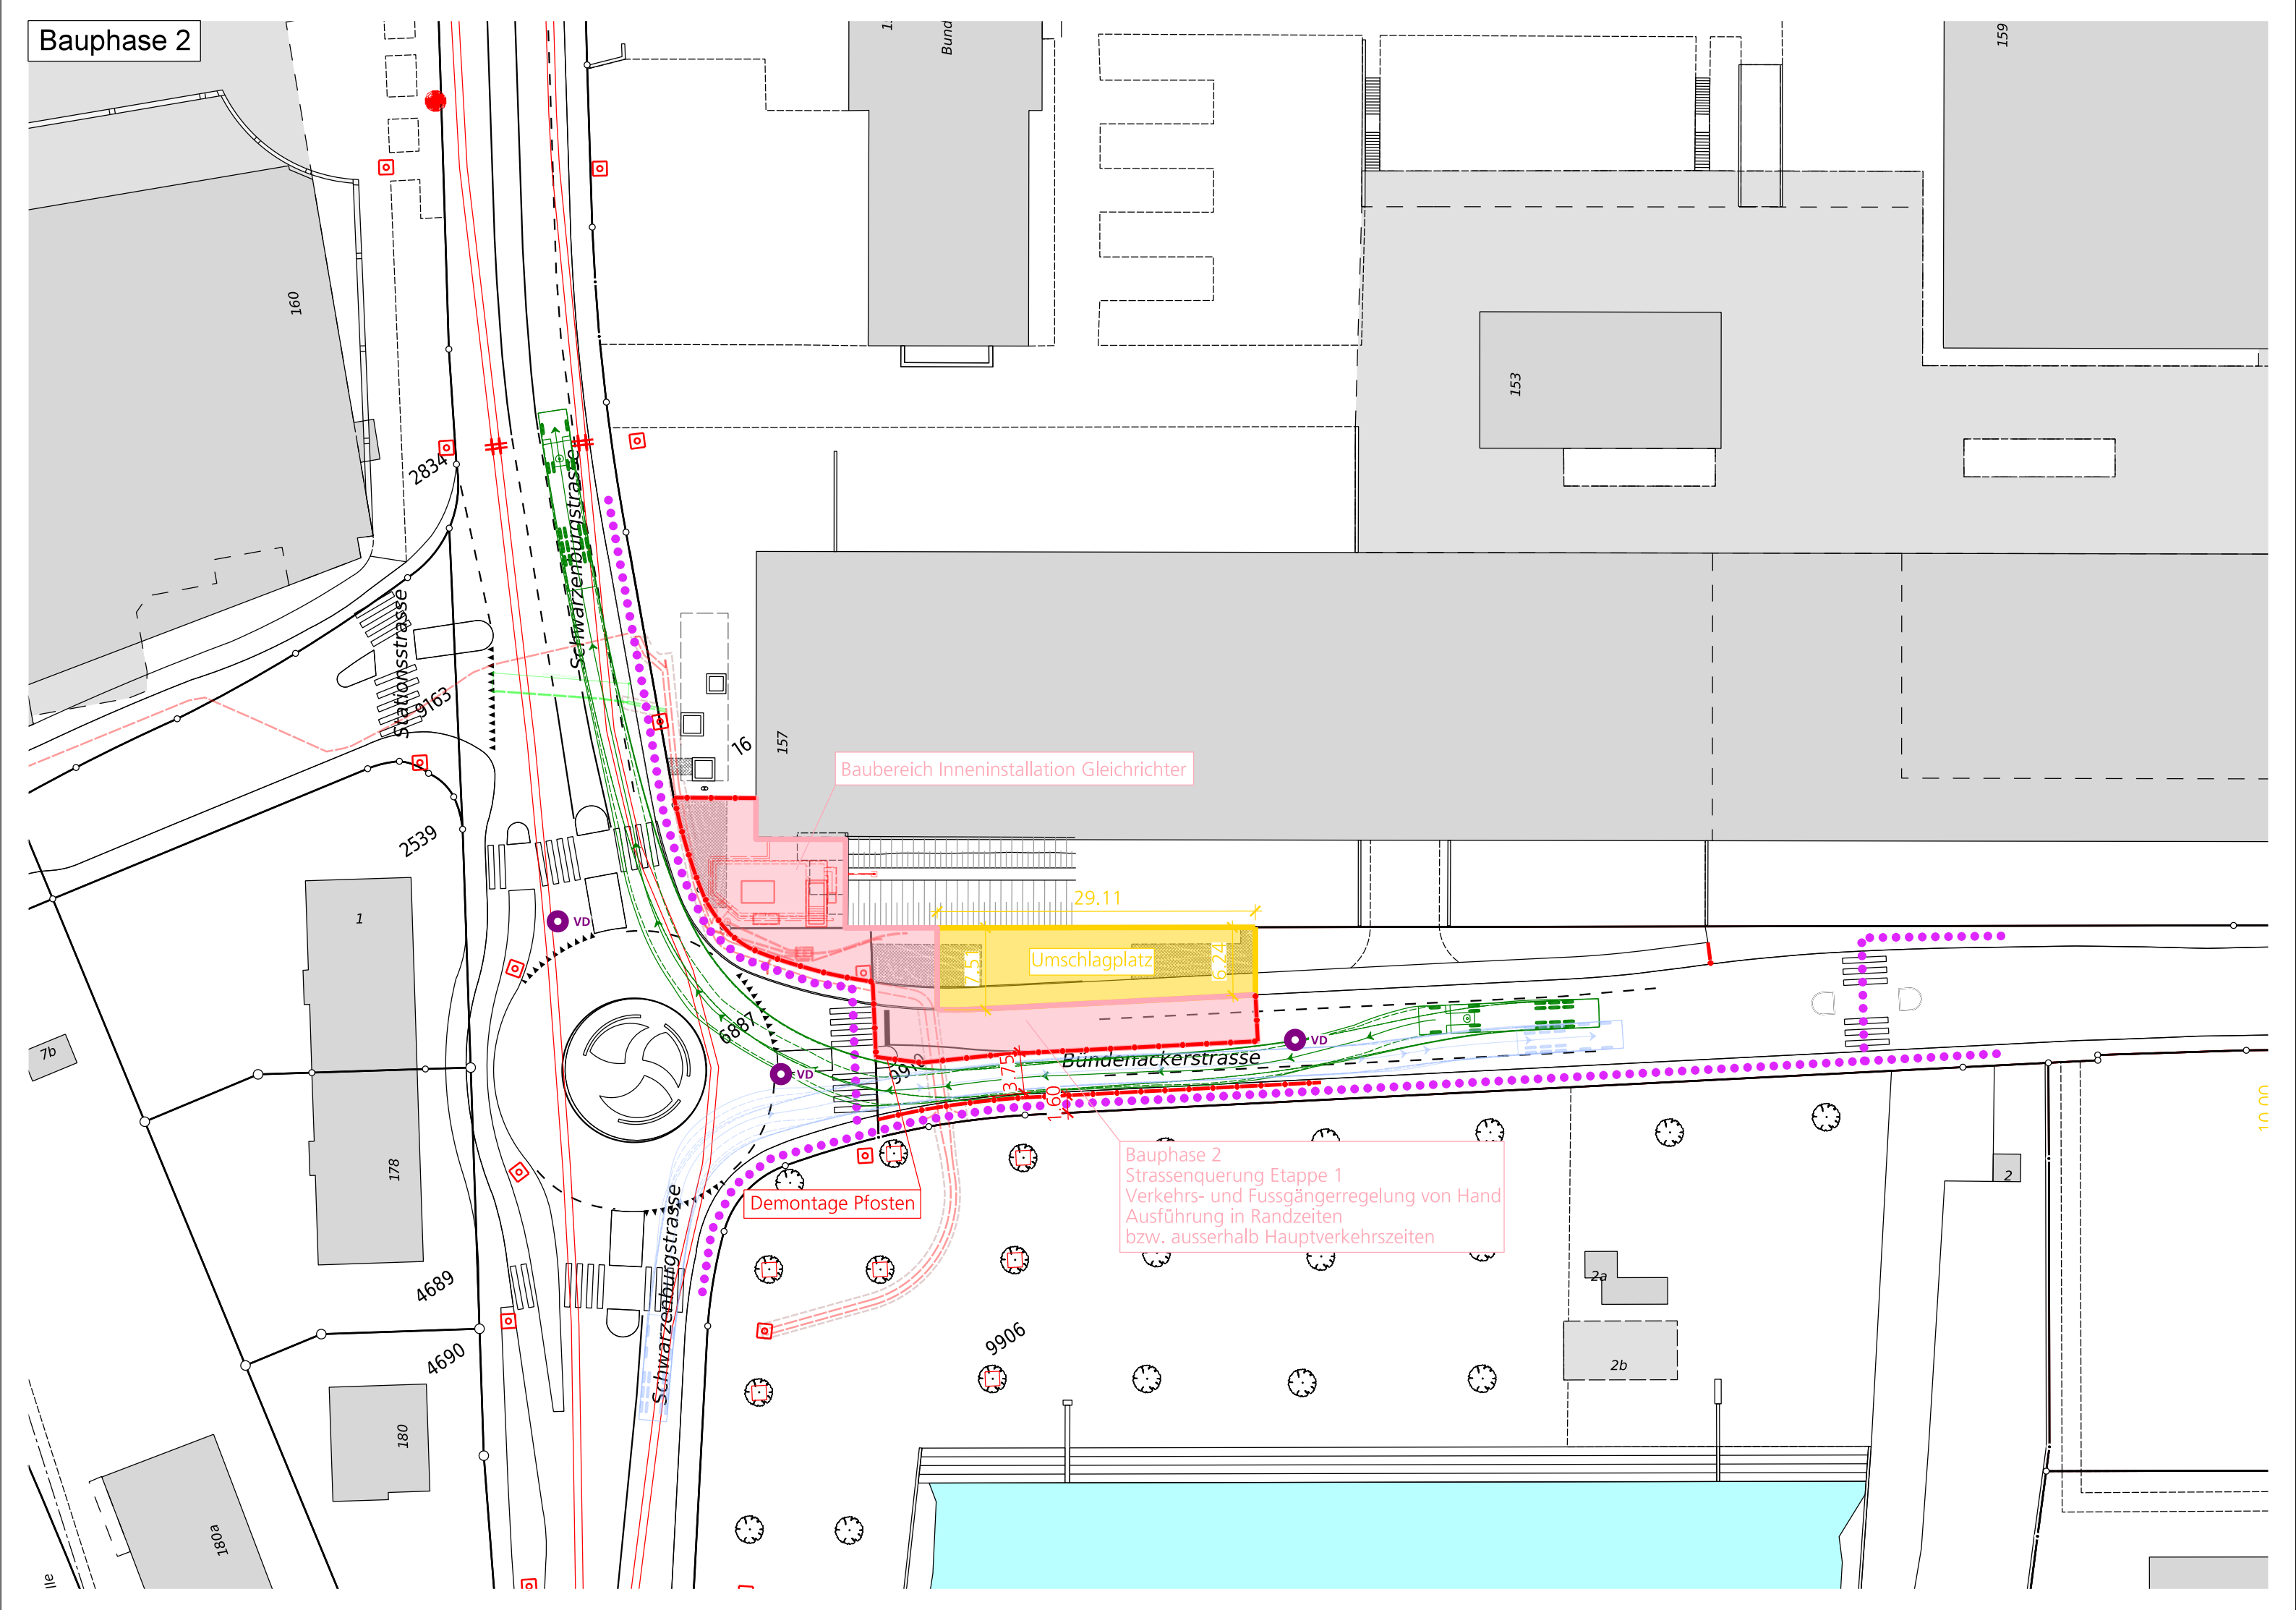 Bauphase 2
Bund
159
160
153
2834
Schwarzenburgstrasse
Stationsstrasse
9163
16
157
Baubereich Inneninstallation Gleichrichter
2539
29.11
1
VD
Umschlagplatz
7.51
6.24
6887
VD
7b
Bündenackerstrasse
VD
3.75
1.60
10.00
Bauphase 2
Strassenquerung Etappe 1
Verkehrs- und Fussgängerregelung von Hand
Ausführung in Randzeiten
bzw. ausserhalb Hauptverkehrszeiten
178
2
Demontage Pfosten
Schwarzenburgstrasse
4689
2a
9906
4690
2b
180
180a
lle